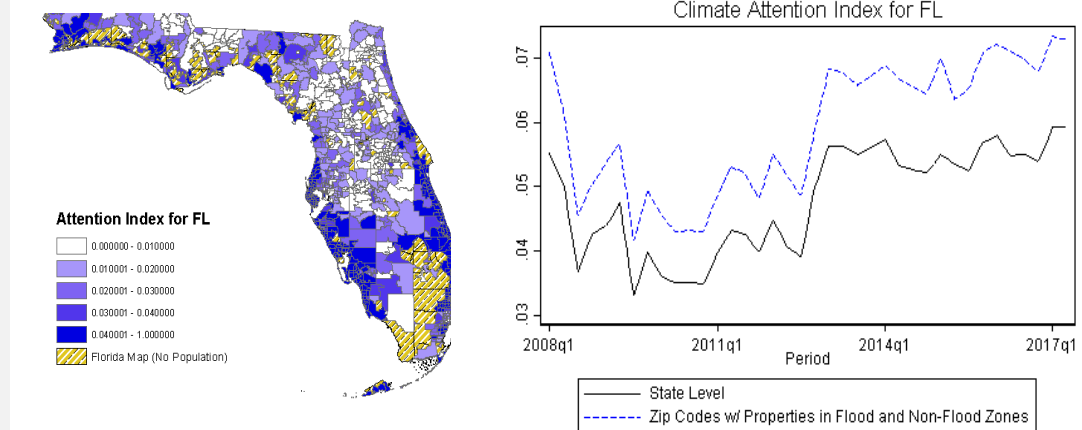 Attention Index for FL
0.000000 - 0.010000
0.010001 - 0.020000
0.020001 - 0.030000
0.030001 - 0.040000
0.040001 - 1.000000
Florida Map (No Population)
Climate Attention Index for FL
.07
.06
.05
.04
.03
2008q1 2011q1 2014q1 2017q1
Period
State Level
Zip Codes w/ Properties in Flood and Non-Flood Zones